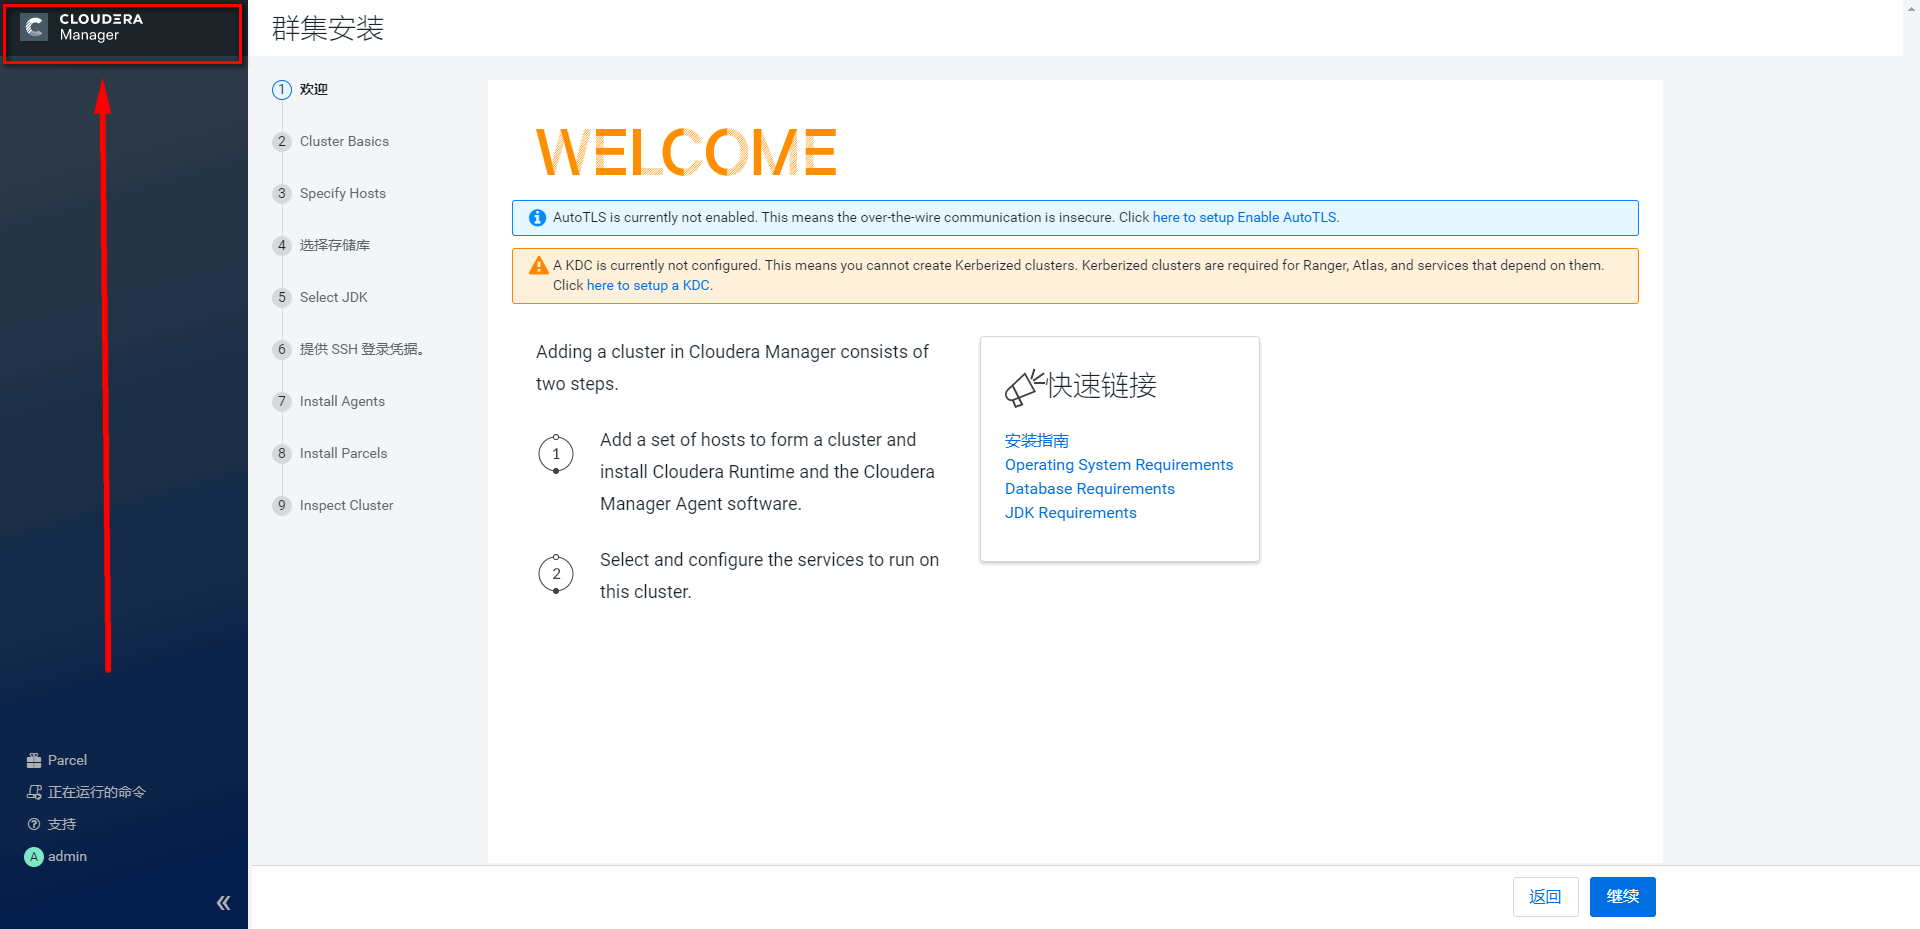 CLOUDERA
Manager
群集安装
1 欢迎
2 Cluster Basics
3 Specify Hosts
4 选择存储库
5 Select JDK
6 提供 SSH 登录凭据。
7 Install Agents
8 Install Parcels
9 Inspect Cluster
WELCOME
AutoTLS is currently not enabled. This means the over-the-wire communication is insecure. Click here to setup Enable AutoTLS.
A KDC is currently not configured. This means you cannot create Kerberized clusters. Kerberized clusters are required for Ranger, Atlas, and services that depend on them.
Click here to setup a KDC.
Adding a cluster in Cloudera Manager consists of
two steps.
1 Add a set of hosts to form a cluster and
install Cloudera Runtime and the Cloudera
Manager Agent software.
2 Select and configure the services to run on
this cluster.
快速链接
安装指南
Operating System Requirements
Database Requirements
JDK Requirements
Parcel
正在运行的命令
支持
A admin
返回
继续